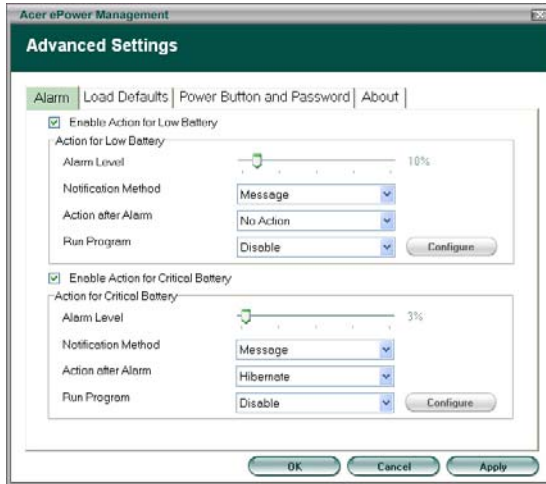 Acer ePower Management
Advanced Settings
Alarm Load Defaults Power Button and Password About
Enable Action for Low Battery
Action for Low Battery
Alarm Level 10%
Notification Method Message
Action after Alarm No Action
Run Program Disable Configure
Enable Action for Critical Battery
Action for Critical Battery
Alarm Level 3%
Notification Method Message
Action after Alarm Hibernate
Run Program Disable Configure
OK Cancel Apply